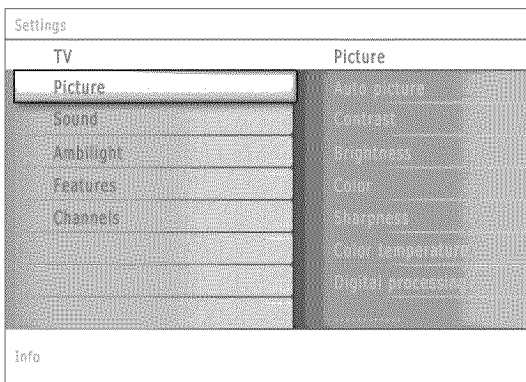 Settings
TV Picture
Picture Auto picture
Sound Contrast
Ambilight Brightness
Features Color
Channels Sharpness
Color temperature
Digital processing
Info